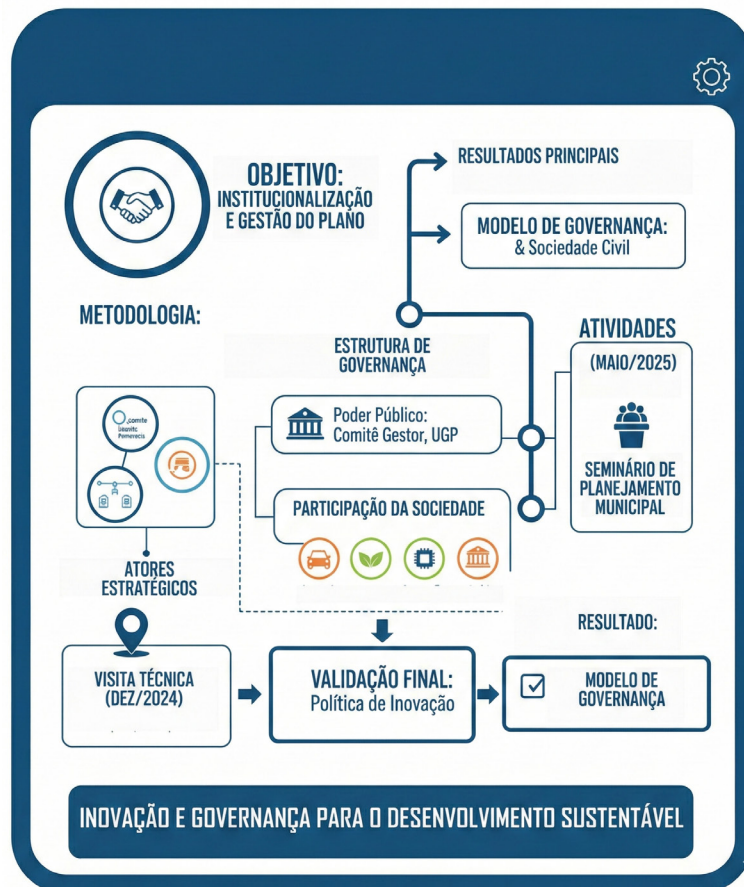 OBJETIVO:
INSTITUCIONALIZAÇÃO
E GESTÃO DO PLANO
RESULTADOS PRINCIPAIS
MODELO DE GOVERNANÇA:
& Sociedade Civil
METODOLOGIA:
ESTRUTURA DE
GOVERNANÇA
ATIVIDADES
(MAIO/2025)
comite
Poder Público:
Comitê Gestor, UGP
SEMINÁRIO DE
PLANEJAMENTO
MUNICIPAL
PARTICIPAÇÃO DA SOCIEDADE
ATORES
ESTRATÉGICOS
VISITA TÉCNICA
(DEZ/2024)
VALIDAÇÃO FINAL:
Política de Inovação
RESULTADO:
MODELO DE
GOVERNANÇA
INOVAÇÃO E GOVERNANÇA PARA O DESENVOLVIMENTO SUSTENTÁVEL